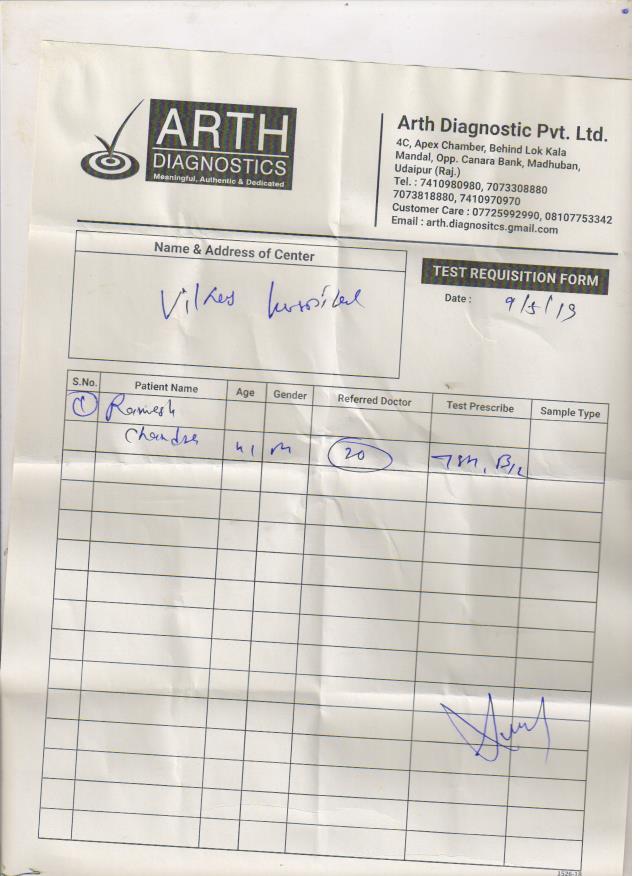 ARTH
DIAGNOSTICS
Meaningful, Authentic & Dedicated
Arth Diagnostic Pvt. Ltd.
4C, Apex Chamber, Behind Lok Kala
Mandal, Opp. Canara Bank, Madhuban,
Udaipur (Raj.)
Tel. : 7410980980, 7073308880
7073818880, 7410970970
Customer Care : 07725992990, 08107753342
Email : arth.diagnositcs.gmail.com
Name & Address of Center
TEST REQUISITION FORM
Date : 9/5/19
hospital
S.No. Patient Name Age Gender Referred Doctor Test Prescribe Sample Type
1 Ramesh
Chandra 41 M 20 TSH, B12